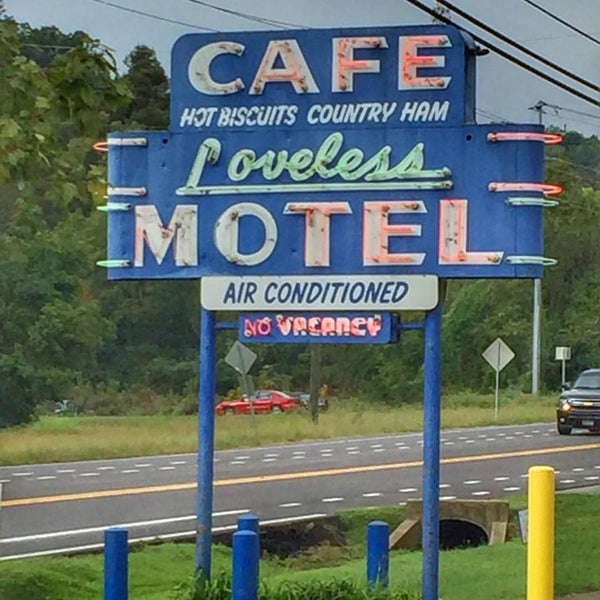 CAFE
HOT BISCUITS COUNTRY HAM
Loveless
MOTEL
AIR CONDITIONED
NO VACANCY